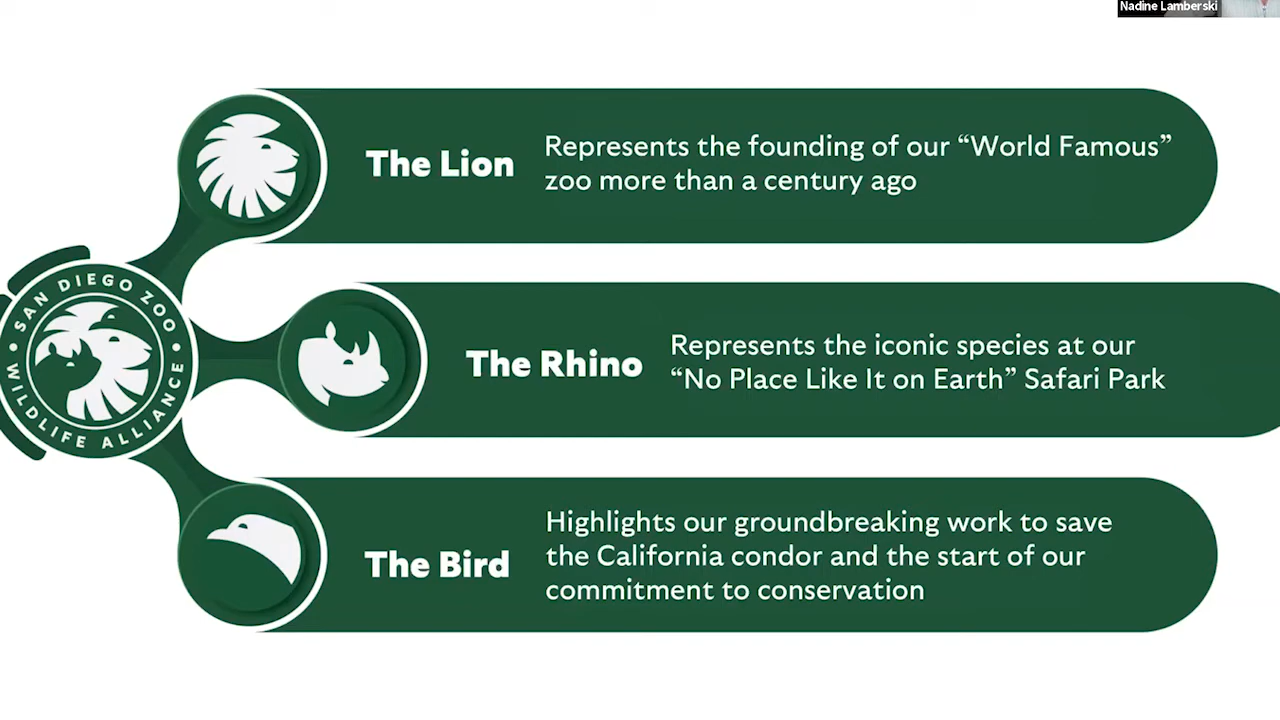 Nadine Lamberski
The Lion
Represents the founding of our “World Famous”
zoo more than a century ago
SAN DIEGO ZOO
WILDLIFE ALLIANCE
The Rhino
Represents the iconic species at our
“No Place Like It on Earth” Safari Park
The Bird
Highlights our groundbreaking work to save
the California condor and the start of our
commitment to conservation